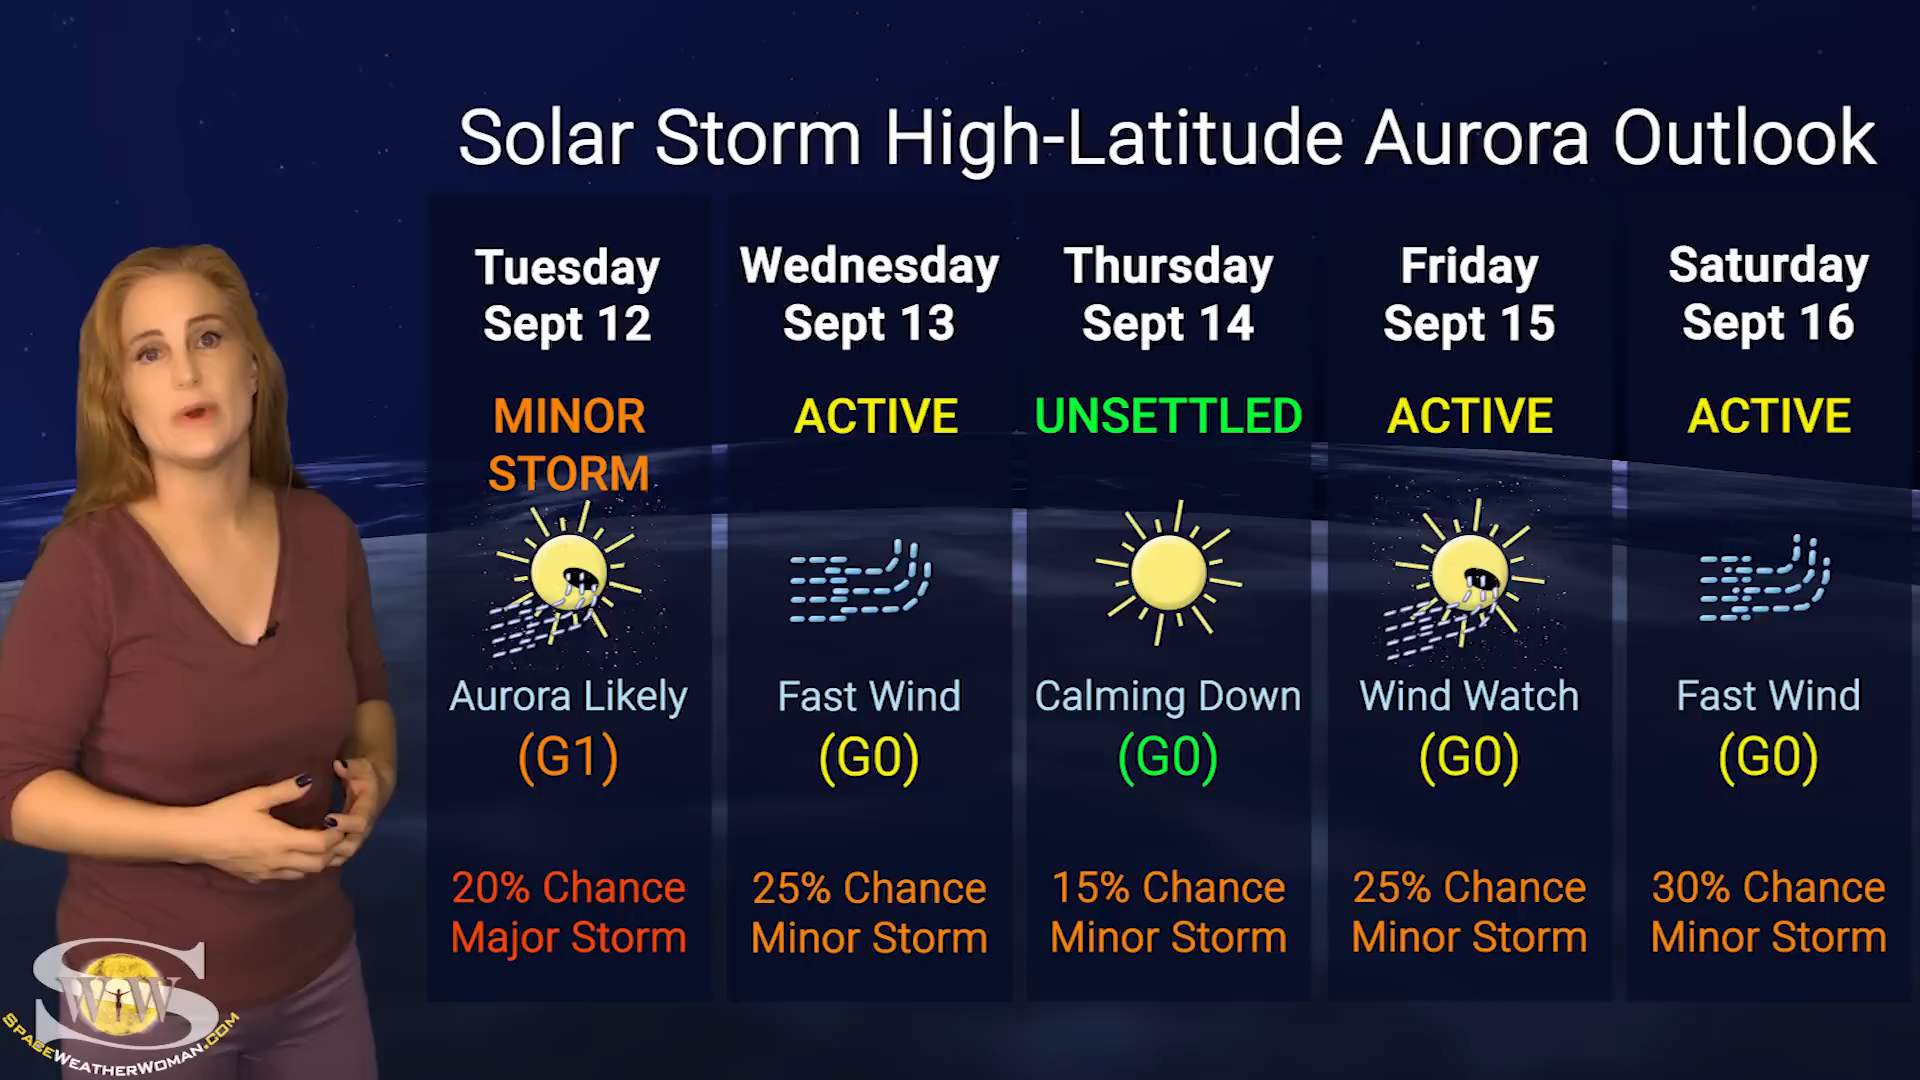 Solar Storm High-Latitude Aurora Outlook
Tuesday
Sept 12
MINOR
STORM
Aurora Likely
(G1)
20% Chance
Major Storm
Wednesday
Sept 13
ACTIVE
Fast Wind
(G0)
25% Chance
Minor Storm
Thursday
Sept 14
UNSETTLED
Calming Down
(G0)
15% Chance
Minor Storm
Friday
Sept 15
ACTIVE
Wind Watch
(G0)
25% Chance
Minor Storm
Saturday
Sept 16
ACTIVE
Fast Wind
(G0)
30% Chance
Minor Storm
SWW
SPACEWEATHERWOMAN.COM